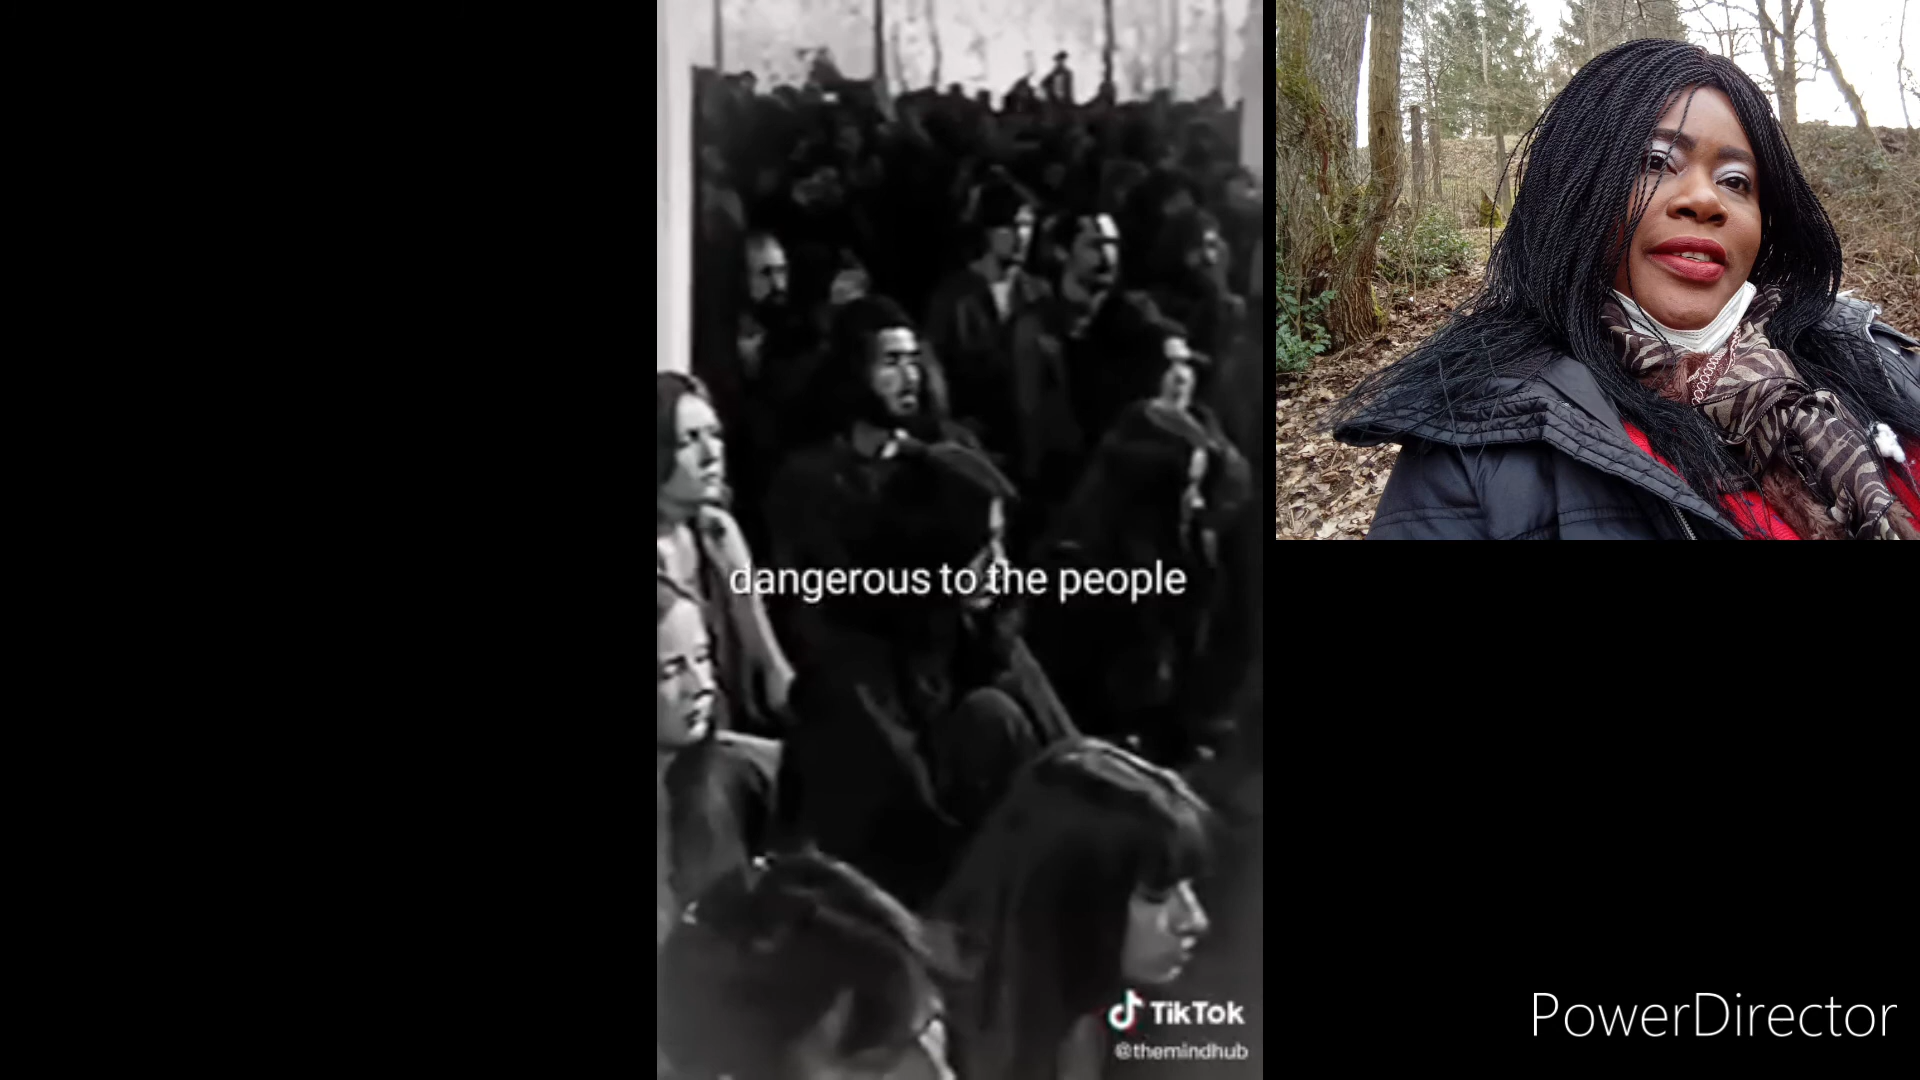 dangerous to the people
TikTok
@themindhub
PowerDirector